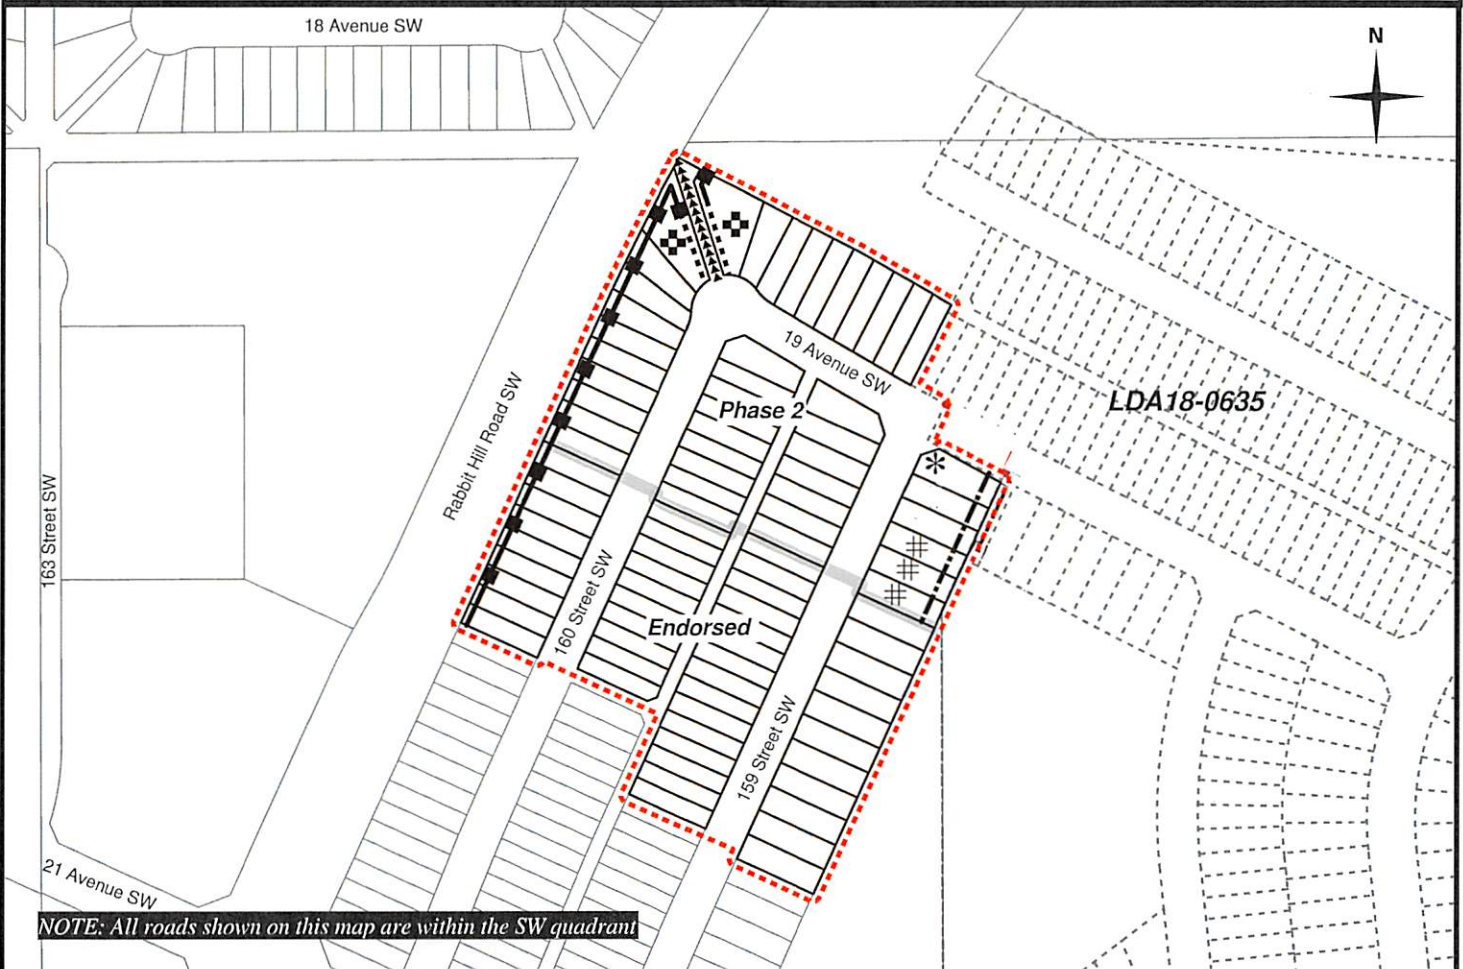 18 Avenue SW
N
19 Avenue SW
LDA18-0635
Phase 2
Rabbit Hill Road SW
163 Street SW
160 Street SW
Endorsed
159 Street SW
21 Avenue SW
NOTE: All roads shown on this map are within the SW quadrant